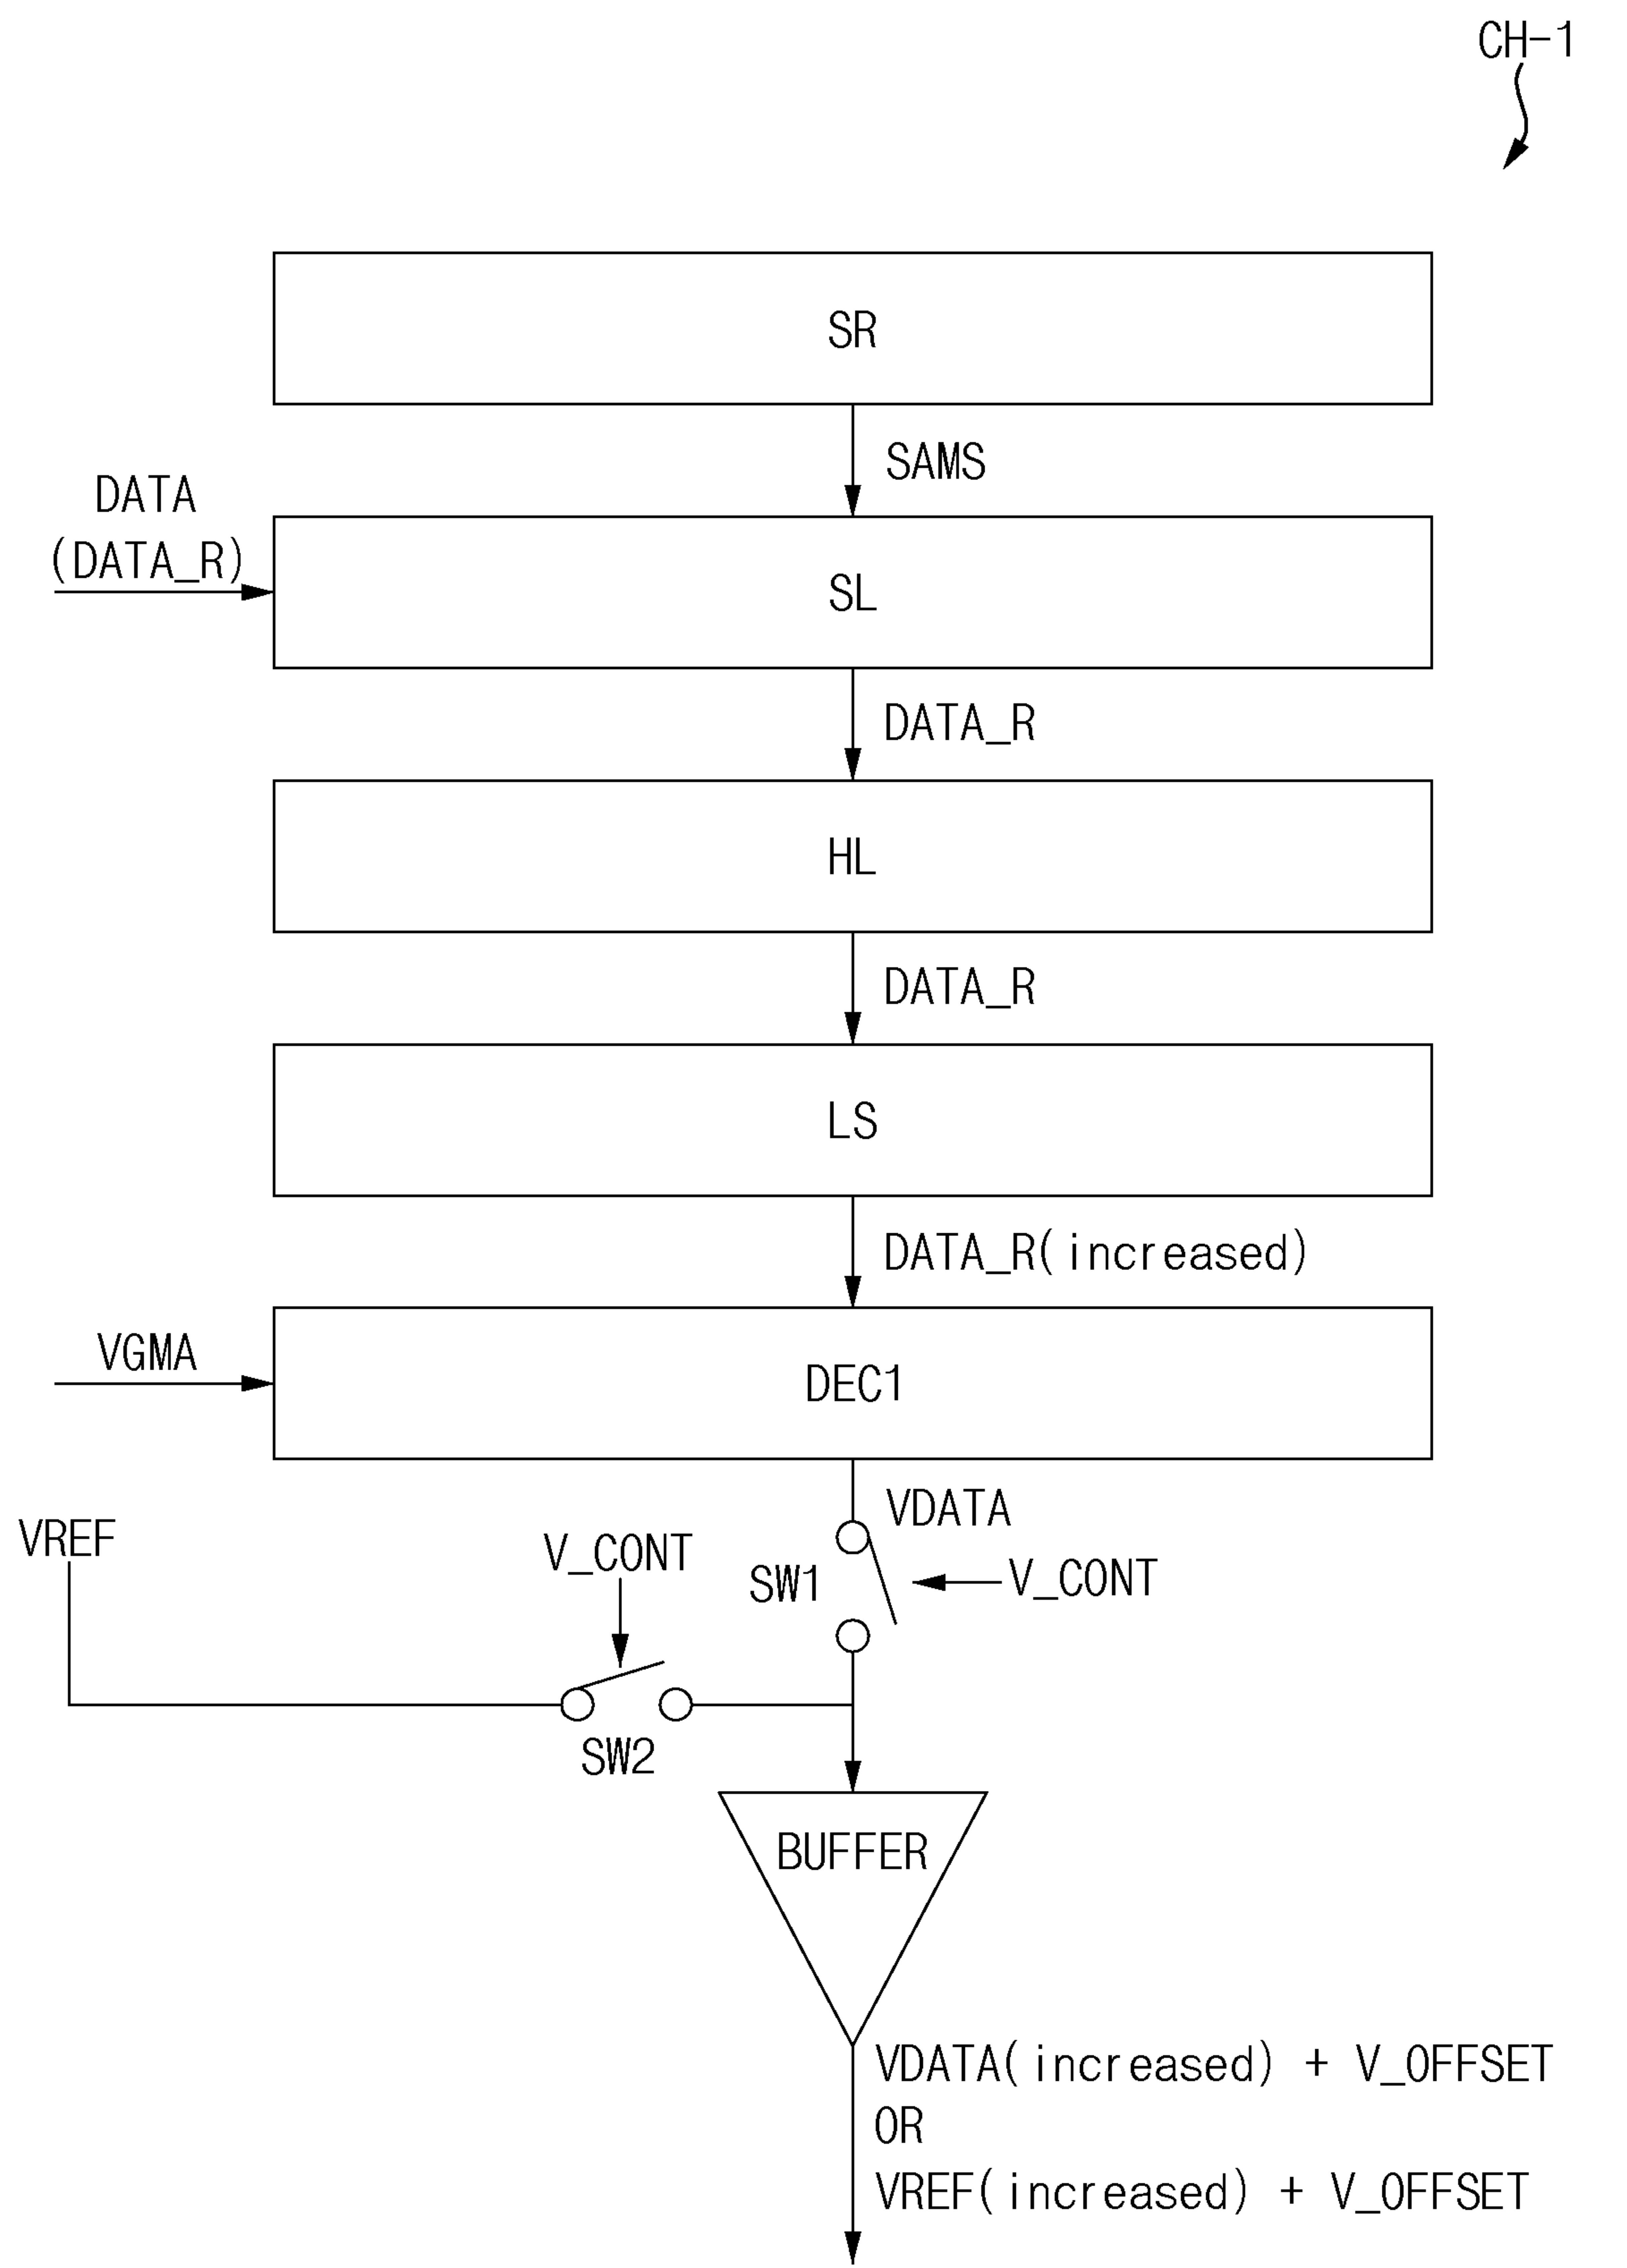 CH-1
SR
SAMS
DATA
(DATA_R)
SL
DATA_R
HL
DATA_R
LS
DATA_R(increased)
VGMA
DEC1
VDATA
VREF
V_CONT
SW1
V_CONT
SW2
BUFFER
VDATA(increased) + V_OFFSET
OR
VREF(increased) + V_OFFSET